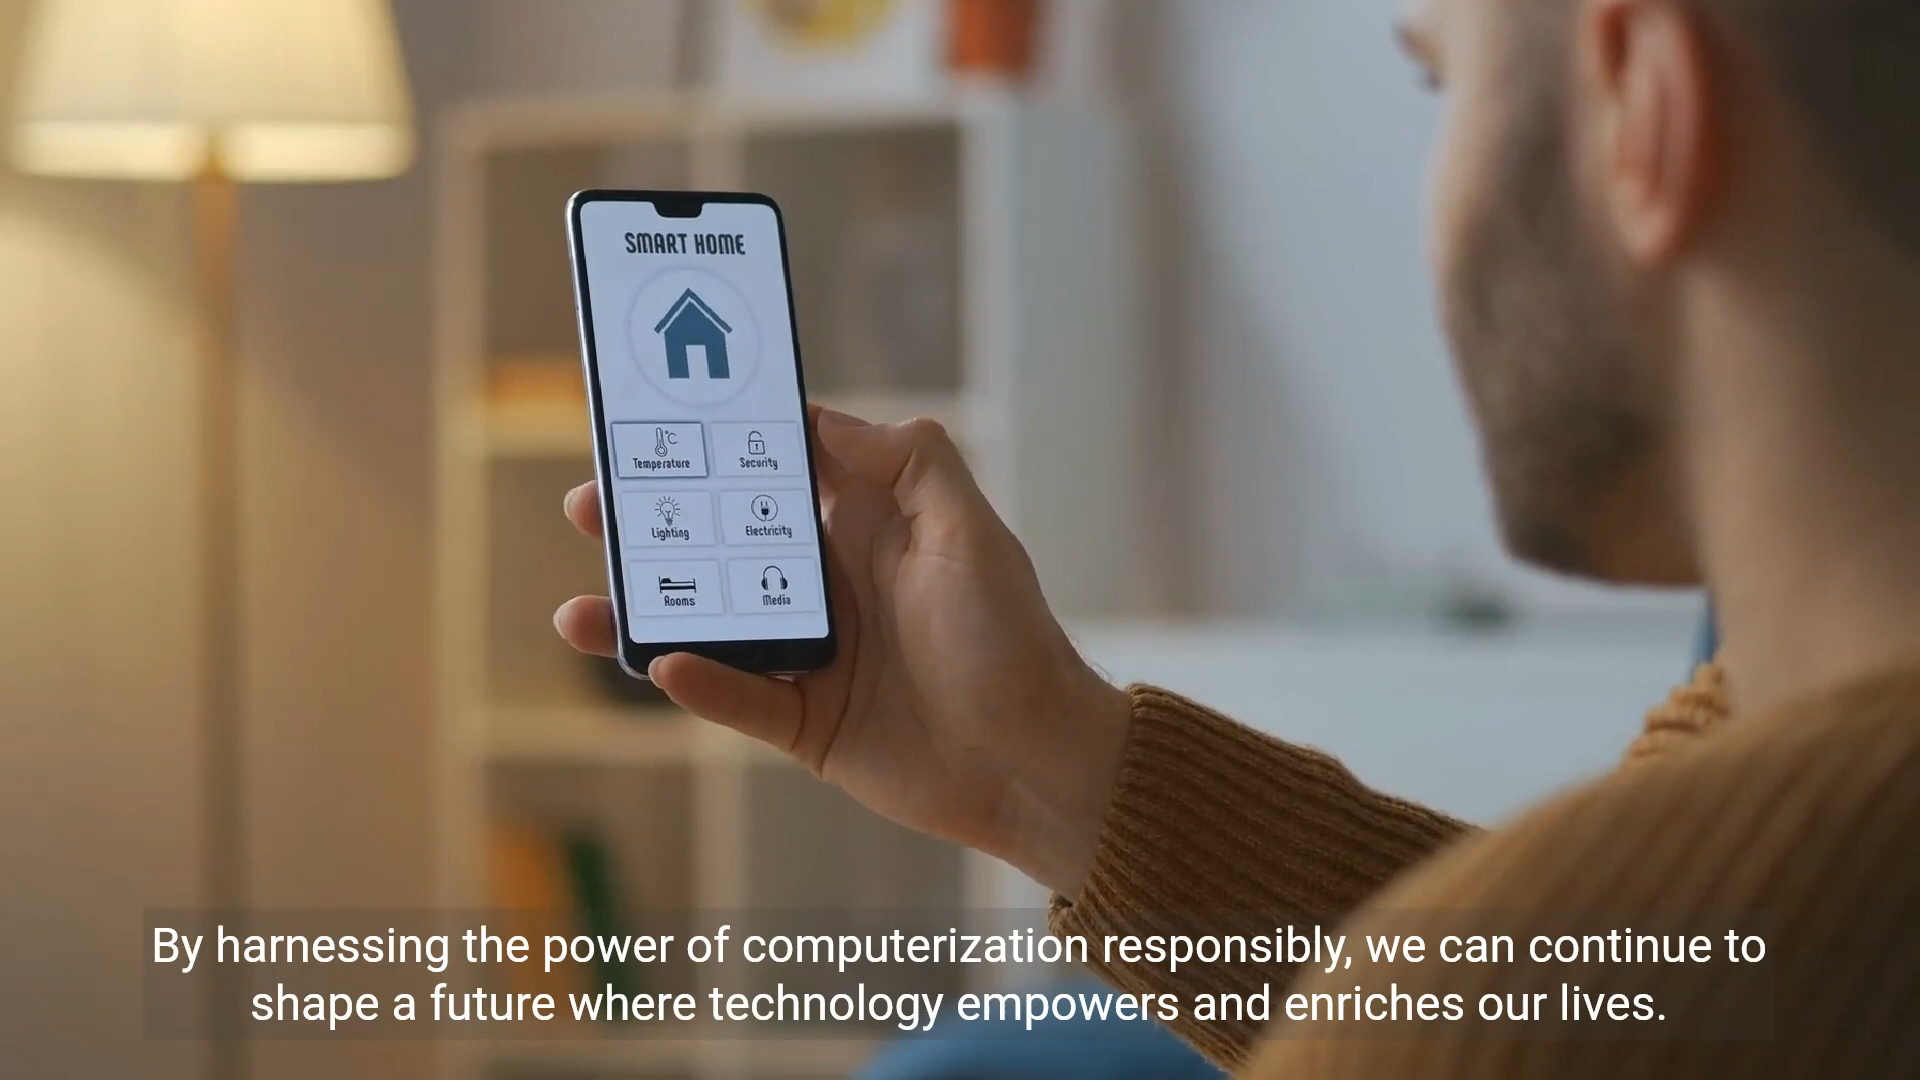 SMART HOME
°C
Temperature
Security
Lighting
Electricity
Rooms
Media
By harnessing the power of computerization responsibly, we can continue to
shape a future where technology empowers and enriches our lives.